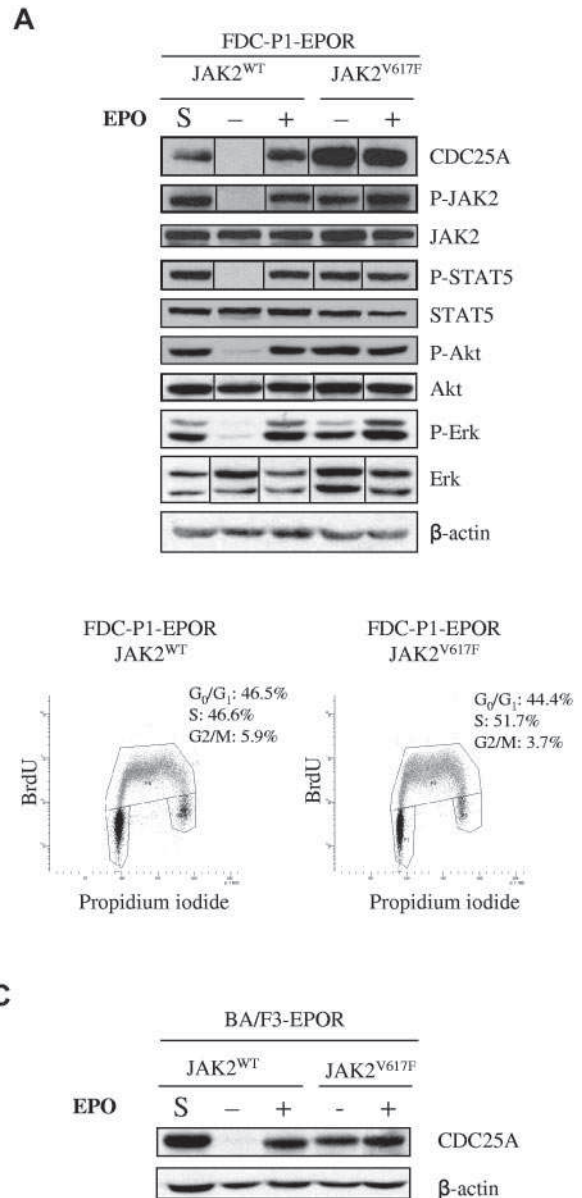 A
FDC-P1-EPOR
JAK2WT JAK2V617F
EPO S – + – +
CDC25A
P-JAK2
JAK2
P-STAT5
STAT5
P-Akt
Akt
P-Erk
Erk
β-actin
FDC-P1-EPOR
JAK2WT
G0/G1: 46.5%
S: 46.6%
G2/M: 5.9%
BrdU
Propidium iodide
FDC-P1-EPOR
JAK2V617F
G0/G1: 44.4%
S: 51.7%
G2/M: 3.7%
BrdU
Propidium iodide
C
BA/F3-EPOR
JAK2WT JAK2V617F
EPO S – + - +
CDC25A
β-actin